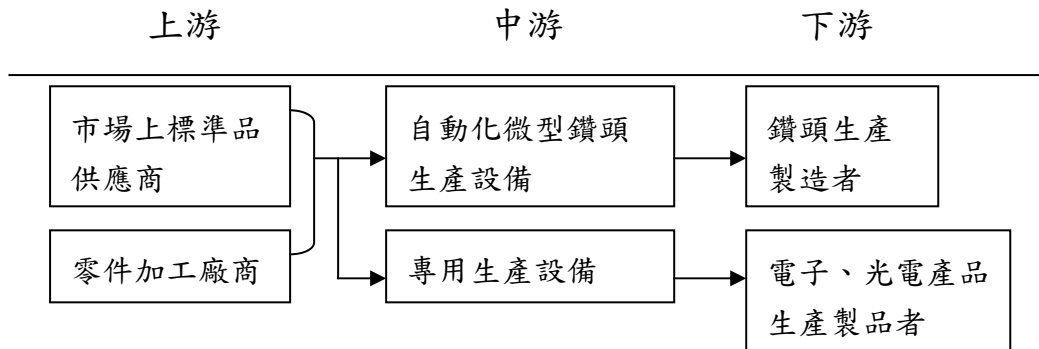 上游 中游 下游
市場上標準品
供應商
自動化微型鑽頭
生產設備
鑽頭生產
製造者
零件加工廠商
專用生產設備
電子、光電產品
生產製品者